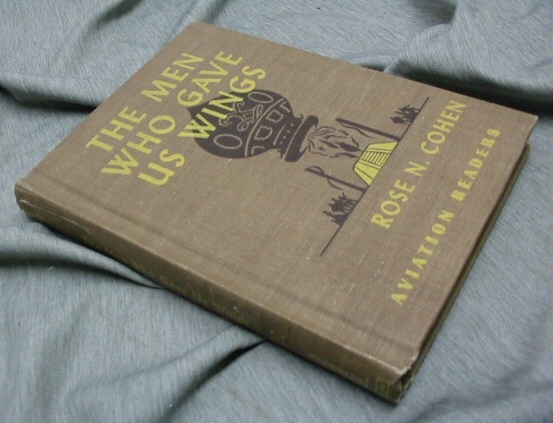 THE MEN
WHO GAVE
US WINGS
ROSE N. COHEN
AVIATION READERS